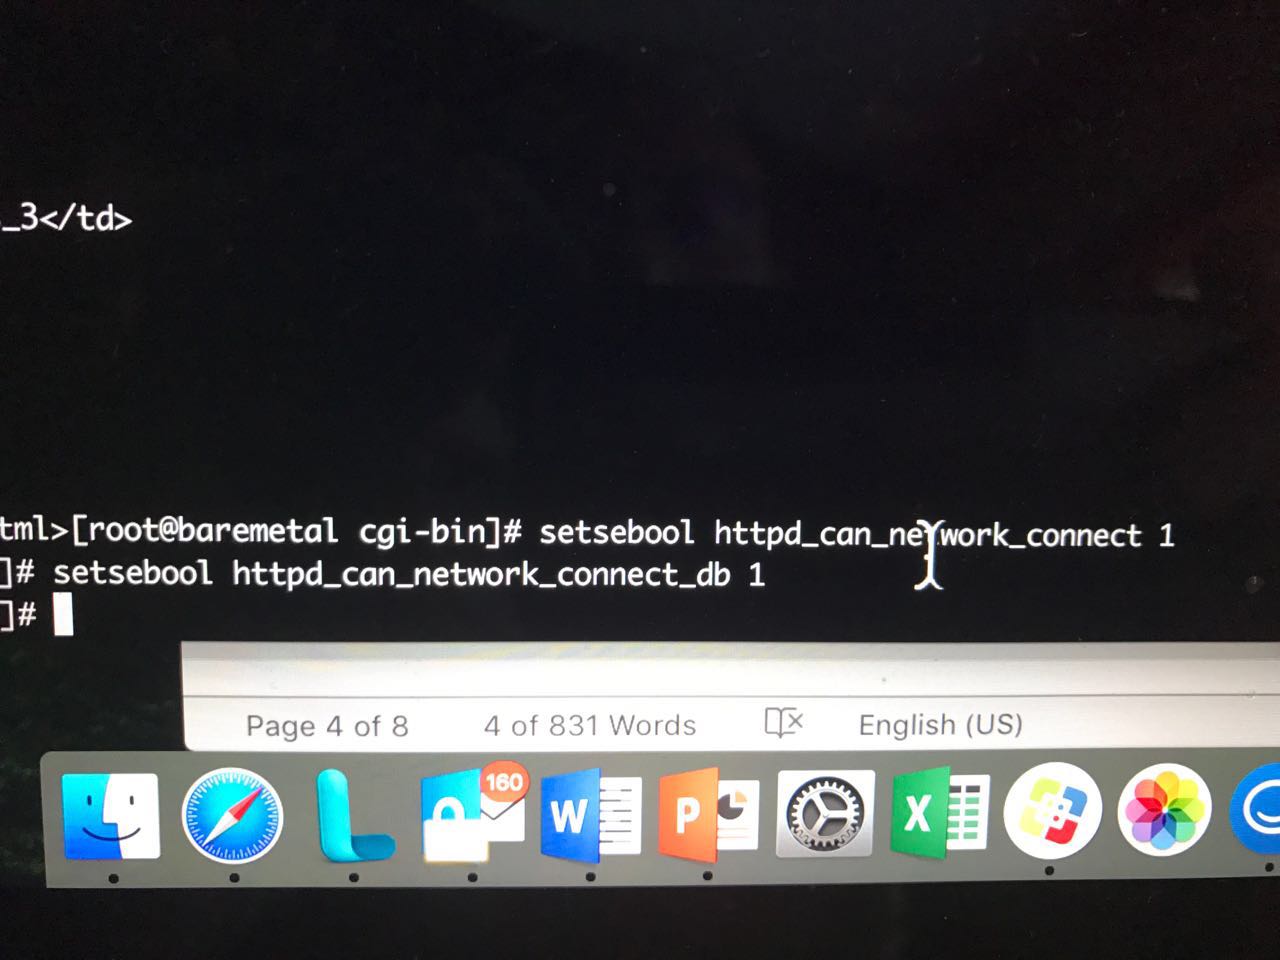 _3</td>
tml>[root@baremetal cgi-bin]# setsebool httpd_can_network_connect 1
]# setsebool httpd_can_network_connect_db 1
]#
Page 4 of 8
4 of 831 Words
English (US)
160
W
P
X